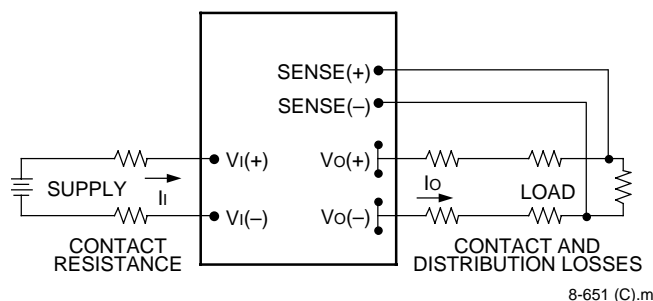 SENSE(+)
SENSE(–)
SUPPLY
II
VI(+)
VO(+)
IO
LOAD
VI(–)
VO(–)
CONTACT
RESISTANCE
CONTACT AND
DISTRIBUTION LOSSES
8-651 (C).m